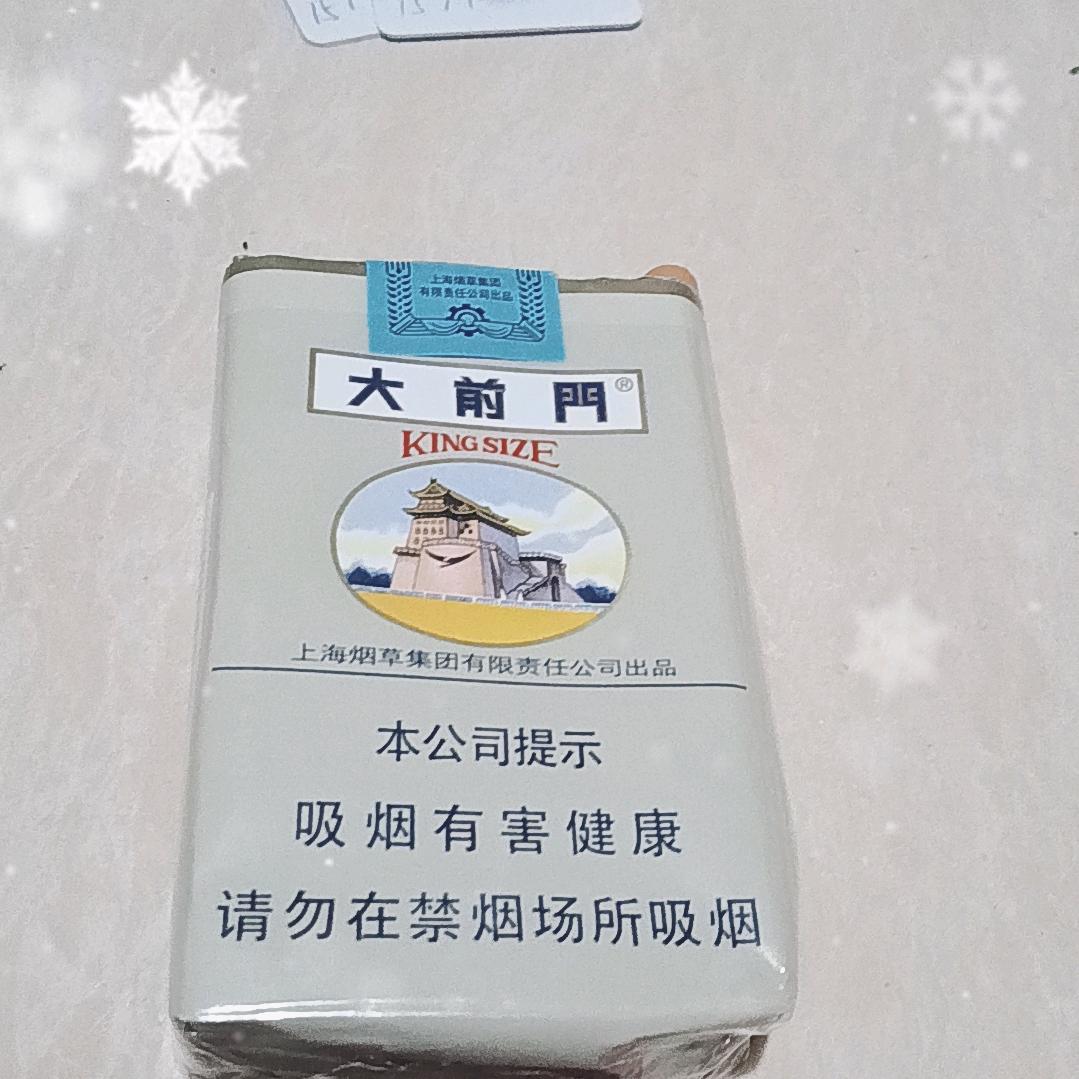 上海烟草集团
有限责任公司出品
大前門®
KING SIZE
上海烟草集团有限责任公司出品
本公司提示
吸烟有害健康
请勿在禁烟场所吸烟